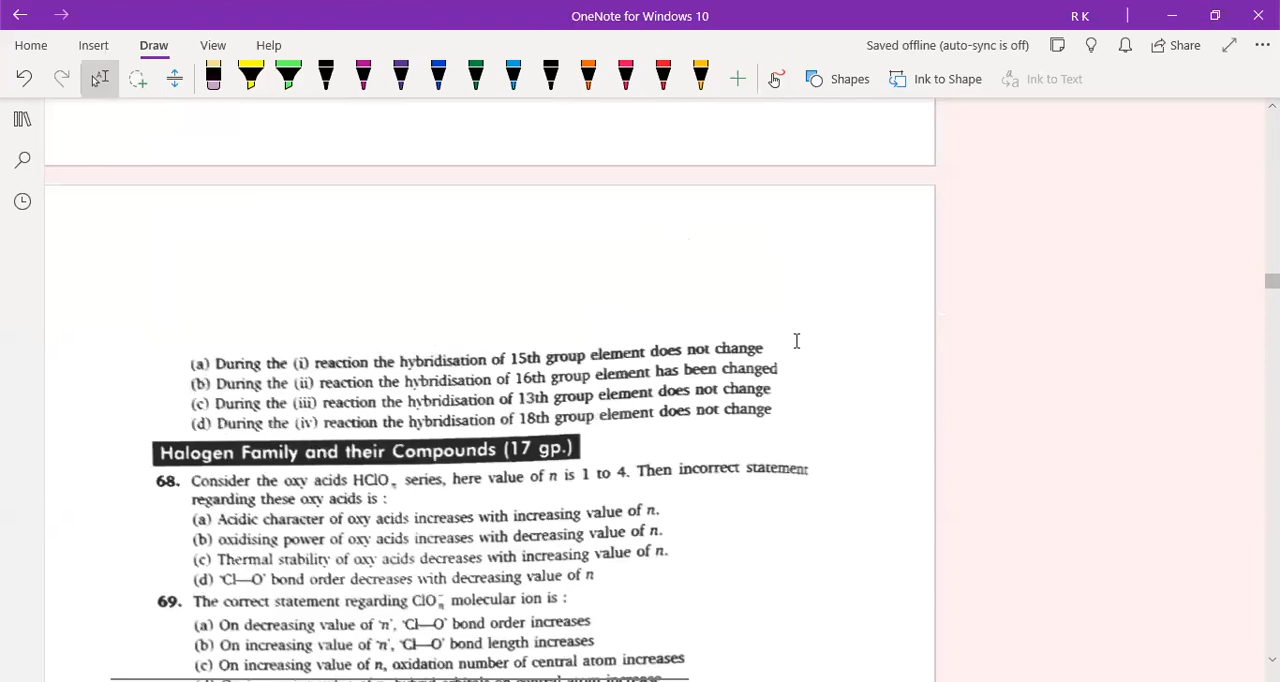 OneNote for Windows 10
R K
Home Insert Draw View Help
Saved offline (auto-sync is off) Share
Shapes Ink to Shape Ink to Text
(a) During the (i) reaction the hybridisation of 15th group element does not change
(b) During the (ii) reaction the hybridisation of 16th group element has been changed
(c) During the (iii) reaction the hybridisation of 13th group element does not change
(d) During the (iv) reaction the hybridisation of 18th group element does not change
Halogen Family and their Compounds (17 gp.)
68. Consider the oxy acids HClOₙ series, here value of n is 1 to 4. Then incorrect statement
regarding these oxy acids is :
(a) Acidic character of oxy acids increases with increasing value of n.
(b) oxidising power of oxy acids increases with decreasing value of n.
(c) Thermal stability of oxy acids decreases with increasing value of n.
(d) 'Cl—O' bond order decreases with decreasing value of n
69. The correct statement regarding ClOₙ⁻ molecular ion is :
(a) On decreasing value of 'n', 'Cl—O' bond order increases
(b) On increasing value of 'n', 'Cl—O' bond length increases
(c) On increasing value of n, oxidation number of central atom increases